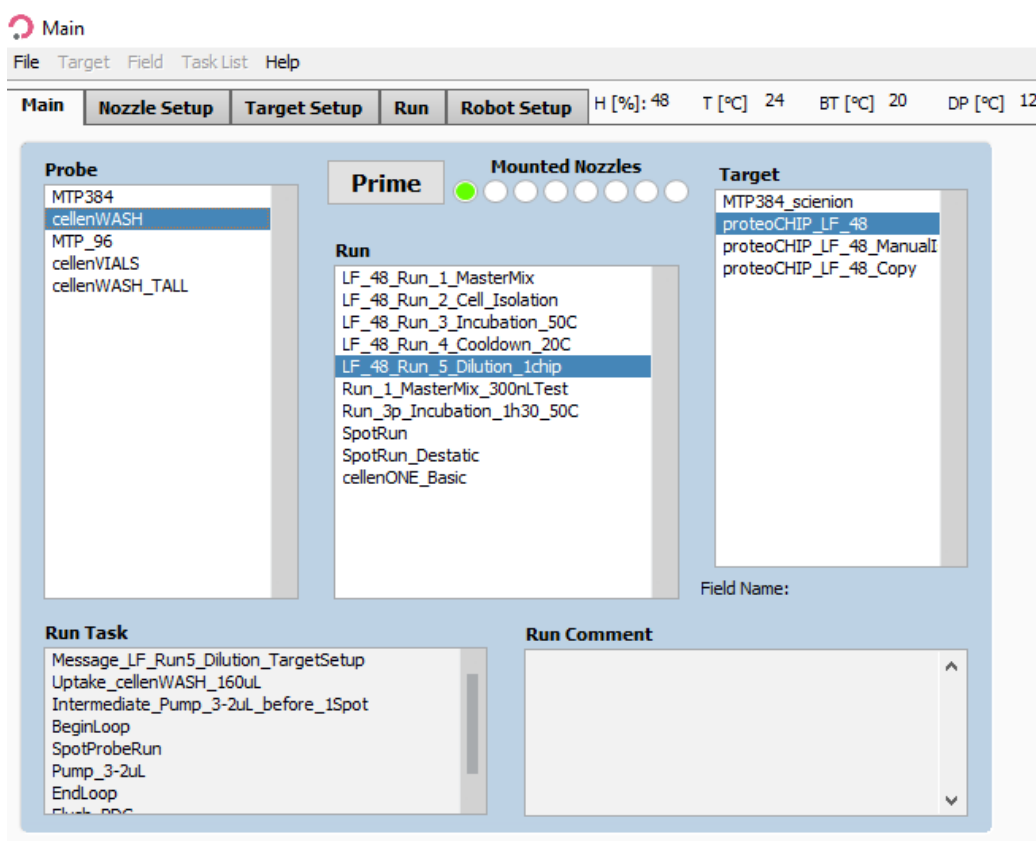 Main
File Target Field Task List Help
Main Nozzle Setup Target Setup Run Robot Setup H [%]: 48 T [°C] 24 BT [°C] 20 DP [°C] 12
Probe
MTP384
cellenWASH
MTP_96
cellenVIALS
cellenWASH_TALL
Prime
Mounted Nozzles
Run
LF_48_Run_1_MasterMix
LF_48_Run_2_Cell_Isolation
LF_48_Run_3_Incubation_50C
LF_48_Run_4_Cooldown_20C
LF_48_Run_5_Dilution_1chip
Run_1_MasterMix_300nLTest
Run_3p_Incubation_1h30_50C
SpotRun
SpotRun_Destatic
cellenONE_Basic
Target
MTP384_scienion
proteoCHIP_LF_48
proteoCHIP_LF_48_ManualI
proteoCHIP_LF_48_Copy
Field Name:
Run Task
Message_LF_Run5_Dilution_TargetSetup
Uptake_cellenWASH_160uL
Intermediate_Pump_3-2uL_before_1Spot
BeginLoop
SpotProbeRun
Pump_3-2uL
EndLoop
Run Comment